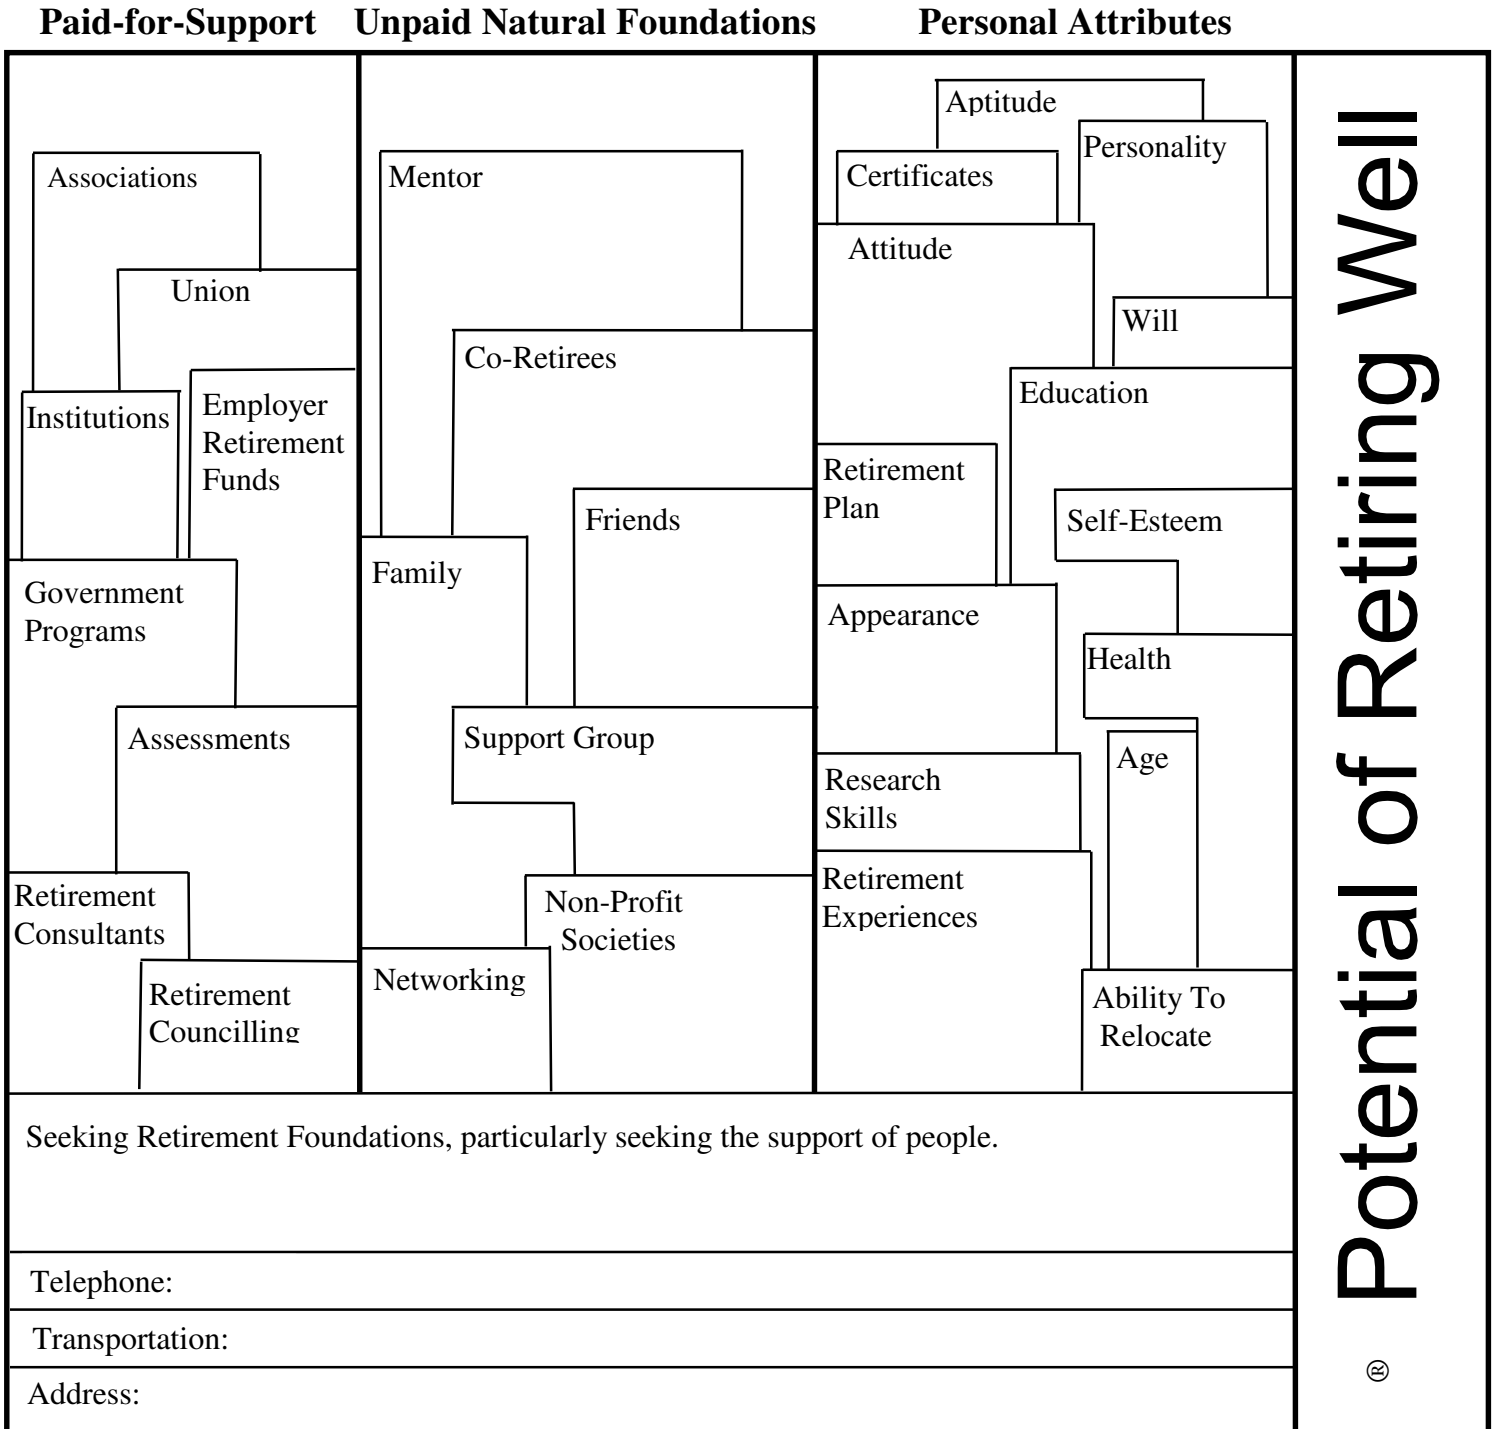 Paid-for-Support
Unpaid Natural Foundations
Personal Attributes
Associations
Union
Institutions
Employer
Retirement
Funds
Government
Programs
Assessments
Retirement
Consultants
Retirement
Councilling
Mentor
Co-Retirees
Friends
Family
Support Group
Non-Profit
Societies
Networking
Aptitude
Personality
Certificates
Attitude
Will
Education
Retirement
Plan
Self-Esteem
Appearance
Health
Age
Research
Skills
Retirement
Experiences
Ability To
Relocate
Seeking Retirement Foundations, particularly seeking the support of people.
Telephone:
Transportation:
Address:
® Potential of Retiring Well